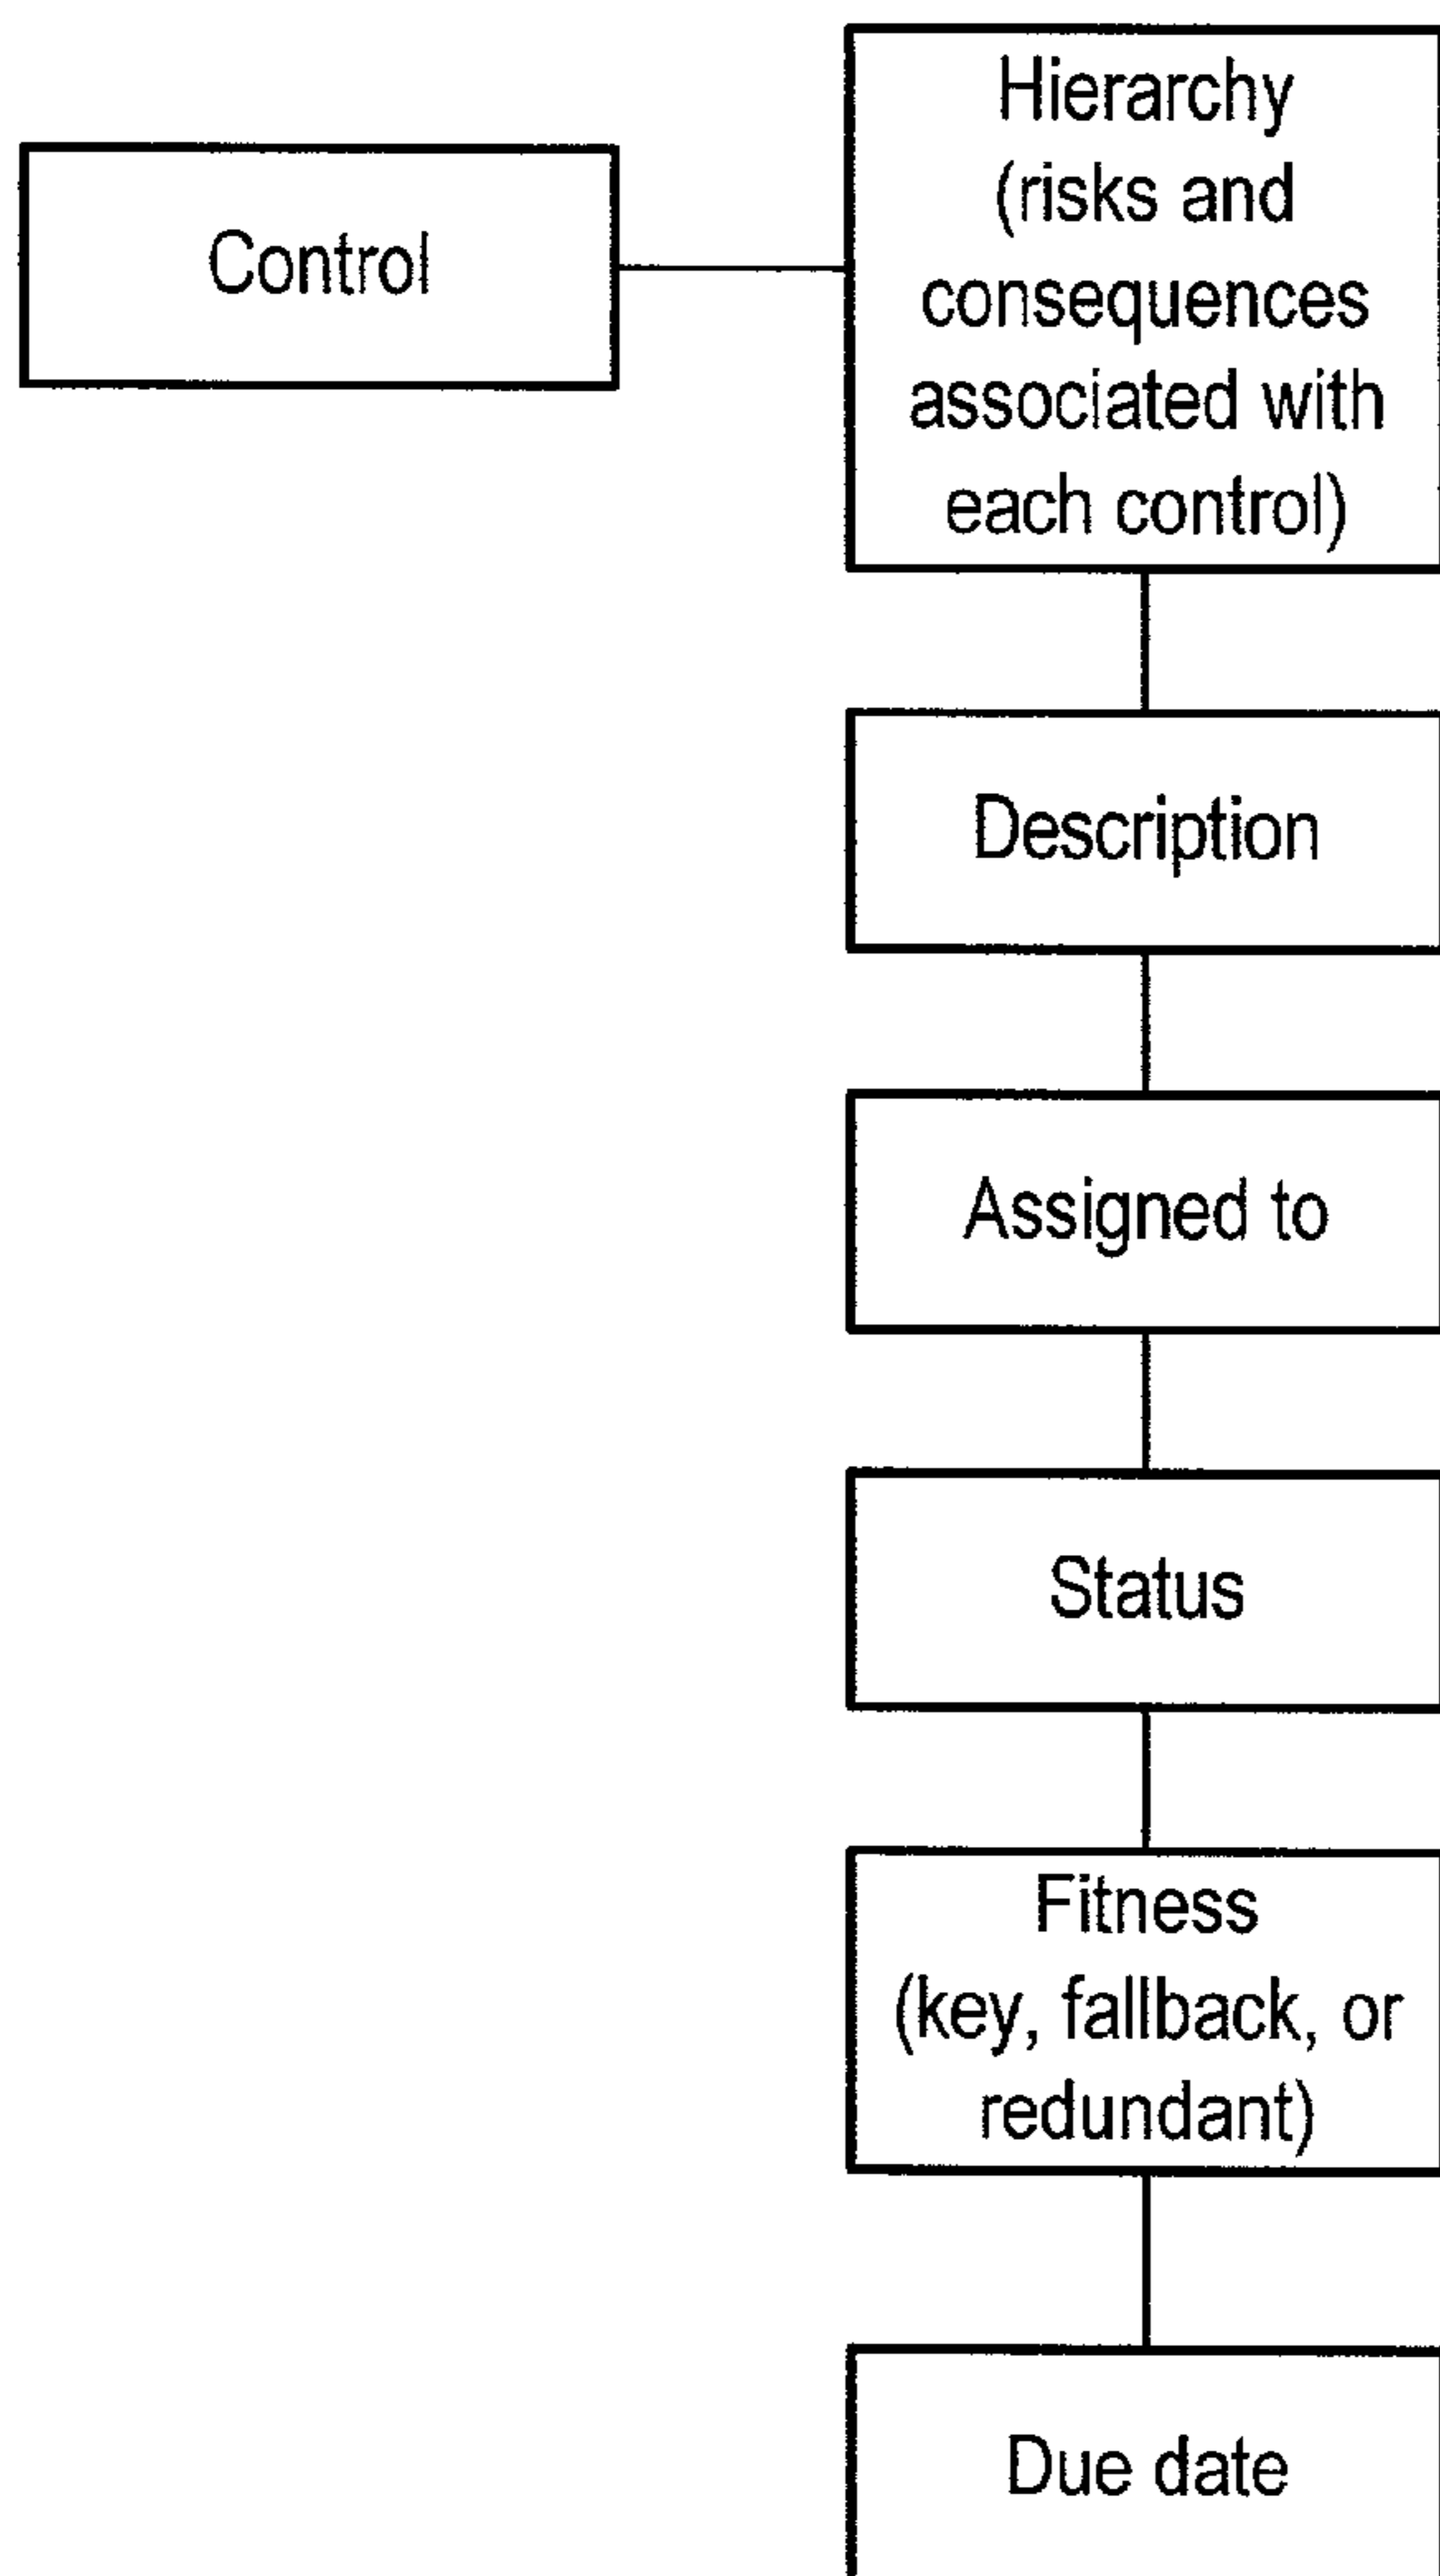 Control
Hierarchy
(risks and
consequences
associated with
each control)
Description
Assigned to
Status
Fitness
(key, fallback, or
redundant)
Due date